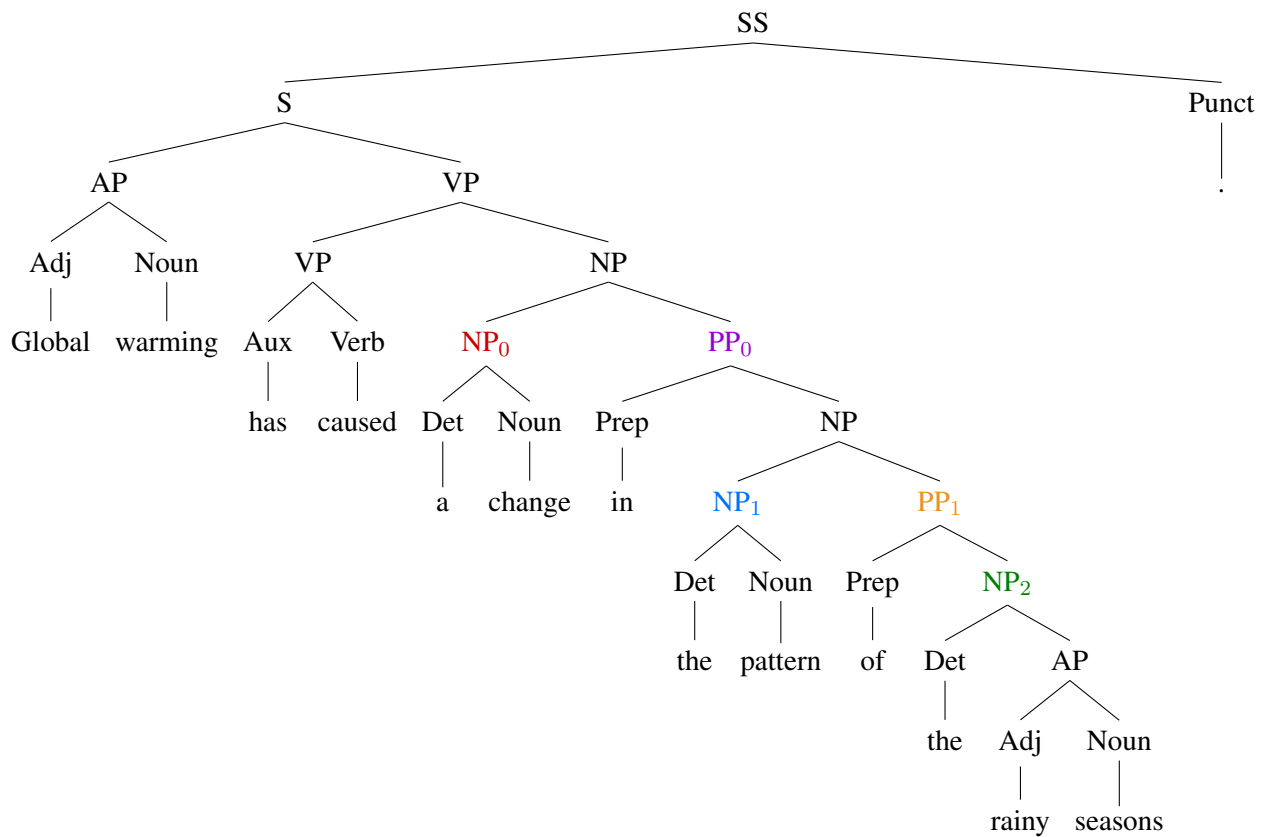 SS
S Punct
AP VP .
Adj Noun VP NP
Global warming Aux Verb NP₀ PP₀
has caused Det Noun Prep NP
a change in NP₁ PP₁
Det Noun Prep NP₂
the pattern of Det AP
the Adj Noun
rainy seasons